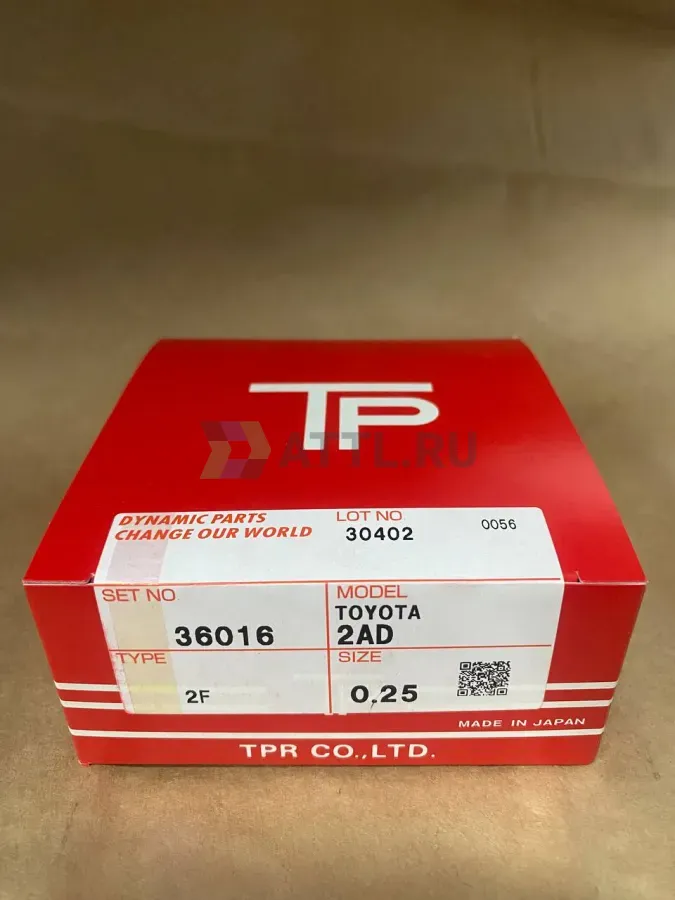 TP
ATTL.RU
DYNAMIC PARTS
CHANGE OUR WORLD
LOT NO.
30402
0056
SET NO.
36016
MODEL
TOYOTA
2AD
TYPE
2F
SIZE
0.25
MADE IN JAPAN
TPR CO.,LTD.